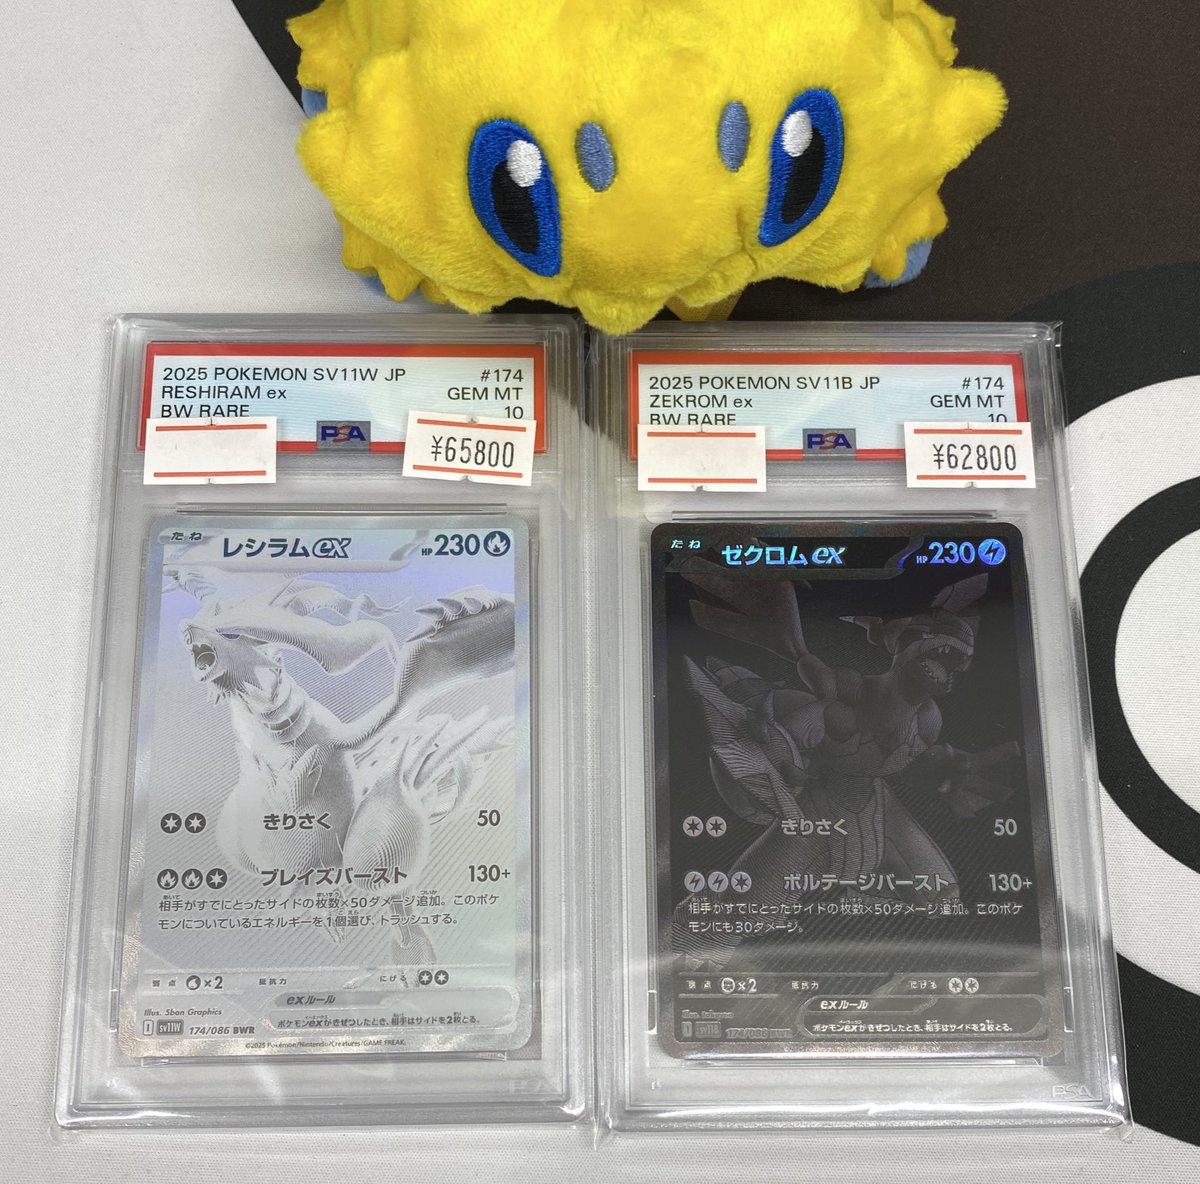 2025 POKEMON SV11W JP #174
RESHIRAM ex GEM MT
BW RARE 10
PSA
¥65800
たね レシラムex HP 230
きりさく 50
ブレイズバースト 130+
相手がすでにとったサイドの枚数×50ダメージ追加。このポケ
モンについているエネルギーを1個選び、トラッシュする。
弱点 ×2 抵抗力 にげる
exルール
ポケモンexがきぜつしたとき、相手はサイドを2枚とる。
Illus. 5ban Graphics
I sv11W 174/086 BWR
©2025 Pokémon/Nintendo/Creatures/GAME FREAK.
2025 POKEMON SV11B JP #174
ZEKROM ex GEM MT
BW RARE 10
PSA
¥62800
たね ゼクロムex HP 230
きりさく 50
ボルテージバースト 130+
相手がすでにとったサイドの枚数×50ダメージ追加。このポケ
モンにも30ダメージ。
弱点 ×2 抵抗力 にげる
exルール
ポケモンexがきぜつしたとき、相手はサイドを2枚とる。
174/086 BWR
PSA